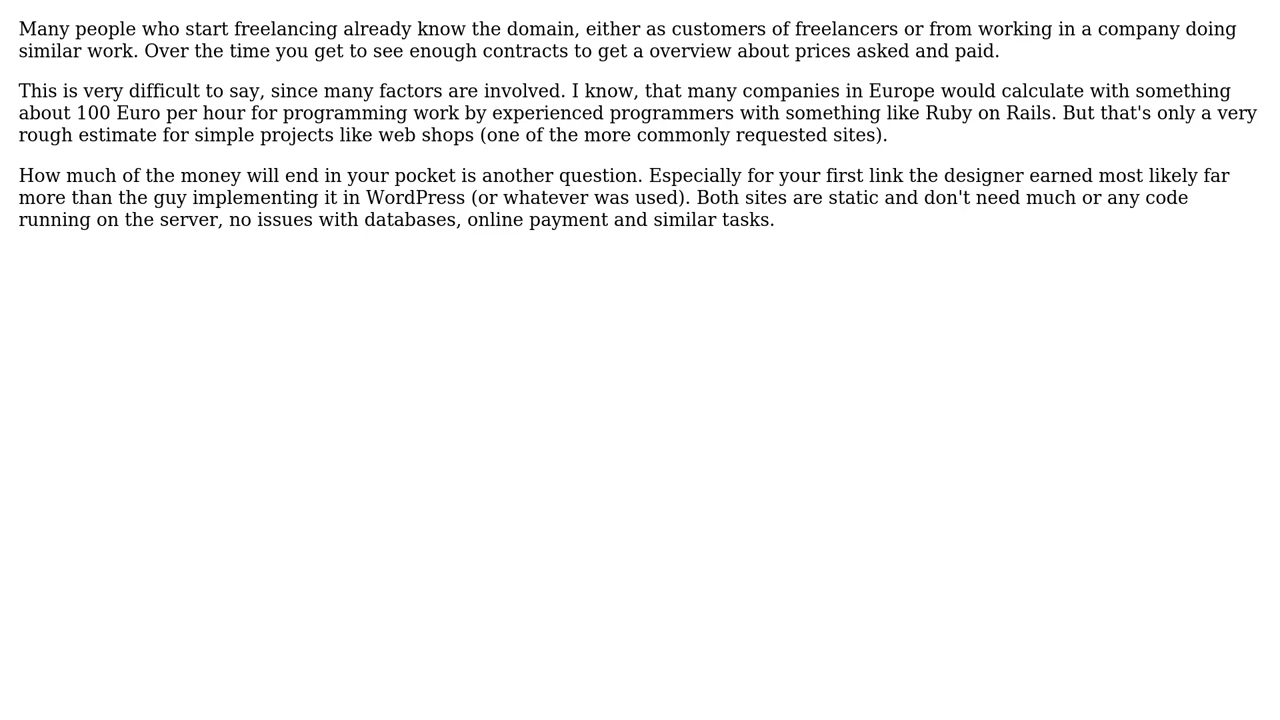 Many people who start freelancing already know the domain, either as customers of freelancers or from working in a company doing
similar work. Over the time you get to see enough contracts to get a overview about prices asked and paid.
This is very difficult to say, since many factors are involved. I know, that many companies in Europe would calculate with something
about 100 Euro per hour for programming work by experienced programmers with something like Ruby on Rails. But that's only a very
rough estimate for simple projects like web shops (one of the more commonly requested sites).
How much of the money will end in your pocket is another question. Especially for your first link the designer earned most likely far
more than the guy implementing it in WordPress (or whatever was used). Both sites are static and don't need much or any code
running on the server, no issues with databases, online payment and similar tasks.